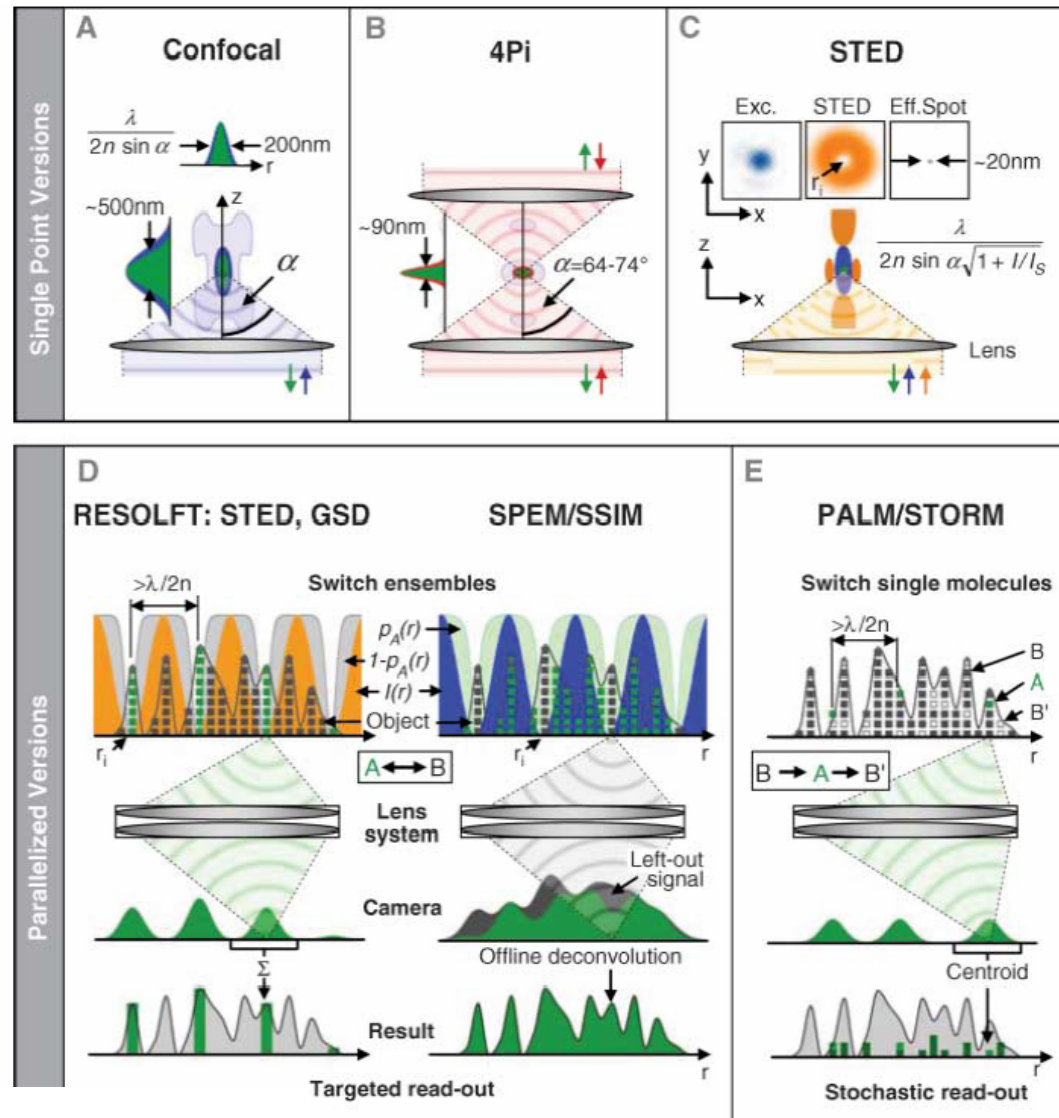 Single Point Versions
A
Confocal
λ
2n sin α
200nm
r
~500nm
z
α
B
4Pi
~90nm
α=64-74°
C
STED
Exc.
STED
Eff.Spot
y
r_i
~20nm
x
z
x
λ
2n sin α√1 + I/I_S
Lens
Parallelized Versions
D
RESOLFT: STED, GSD
SPEM/SSIM
>λ/2n
Switch ensembles
p_A(r)
1-p_A(r)
I(r)
Object
r_i
r_i
r
A ↔ B
Lens
system
Left-out
signal
Camera
Σ
Offline deconvolution
Result
r
Targeted read-out
E
PALM/STORM
Switch single molecules
>λ/2n
B
A
B'
r
B → A → B'
Centroid
r
Stochastic read-out